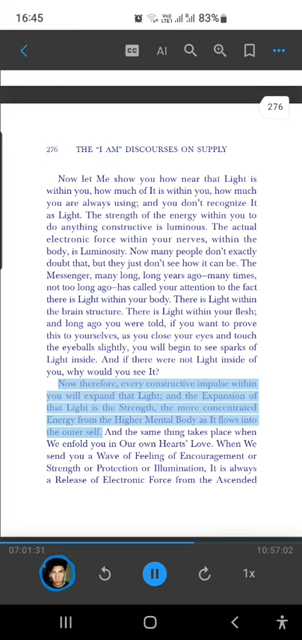 16:45
VoLTE
83%
CC
AI
276
276 THE "I AM" DISCOURSES ON SUPPLY
Now let Me show you how near that Light is
within you, how much of It is within you, how much
you are always using; and you don't recognize It
as Light. The strength of the energy within you to
do anything constructive is luminous. The actual
electronic force within your nerves, within the
body, is Luminosity. Now many people don't exactly
doubt that, but they just don't see how it can be. The
Messenger, many long, long years ago—many times,
not too long ago—has called your attention to the fact
there is Light within your body. There is Light within
the brain structure. There is Light within your flesh;
and long ago you were told, if you want to prove
this to yourselves, as you close your eyes and touch
the eyeballs slightly, you will begin to see sparks of
Light inside. And if there were not Light inside of
you, why would you see It?
Now therefore, every constructive impulse within
you will expand that Light; and the Expansion of
that Light is the Strength, the more concentrated
Energy from the Higher Mental Body as It flows into
the outer self. And the same thing takes place when
We enfold you in Our own Hearts' Love. When We
send you a Wave of Feeling of Encouragement or
Strength or Protection or Illumination, It is always
a Release of Electronic Force from the Ascended
07:01:31
10:57:02
1x